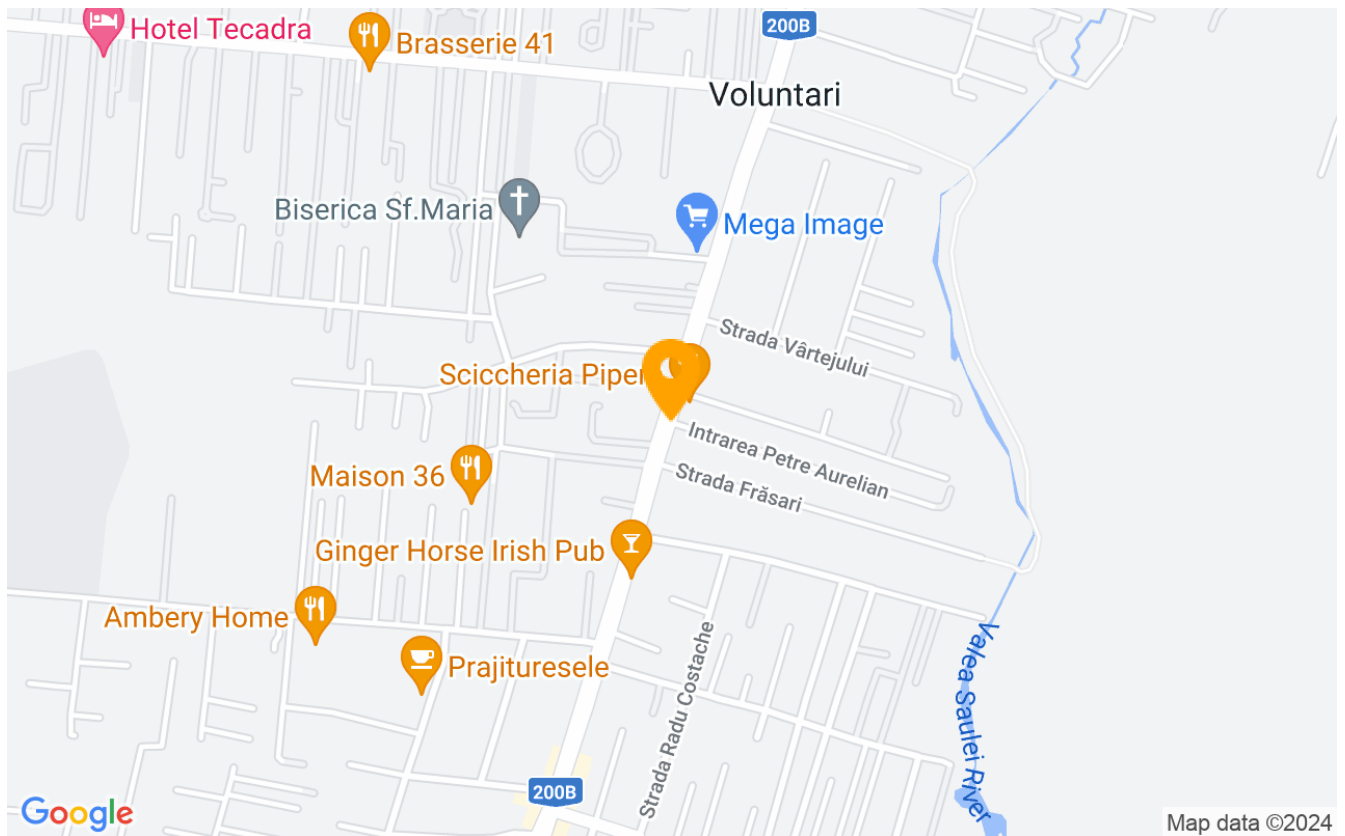 200B
Hotel Tecadra
Brasserie 41
Voluntari
Biserica Sf.Maria
Mega Image
Strada Vârtejului
Sciccheria
Intrarea Petre Aurelian
Maison 36
Strada Frăsari
Ginger Horse Irish Pub
Ambery Home
Strada Radu Costache
Valea Saulei River
Prajituresele
200B
Google
Map data ©2024